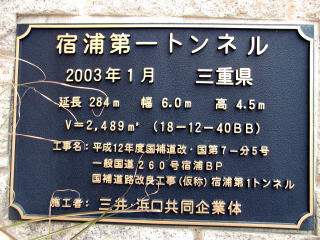 宿浦第一トンネル
2003年1月 三重県
延長 284m 幅 6.0m 高 4.5m
V=2,489㎥ (18-12-40BB)
工事名: 平成12年度国補道改・国第7-分5号
一般国道260号宿浦BP
国補道路改良工事(仮称) 宿浦第1トンネル
施工者: 三井・浜口共同企業体